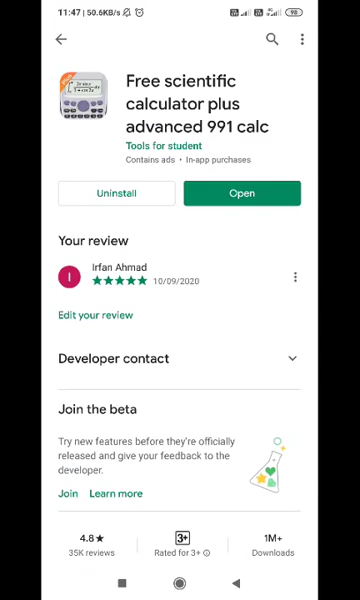 11:47 | 50.6KB/s
98
Free scientific
calculator plus
advanced 991 calc
Tools for student
Contains ads • In-app purchases
Uninstall
Open
Your review
I
Irfan Ahmad
★★★★★ 10/09/2020
Edit your review
Developer contact
Join the beta
Try new features before they're officially
released and give your feedback to the
developer.
Join Learn more
4.8★
35K reviews
3+
Rated for 3+
1M+
Downloads